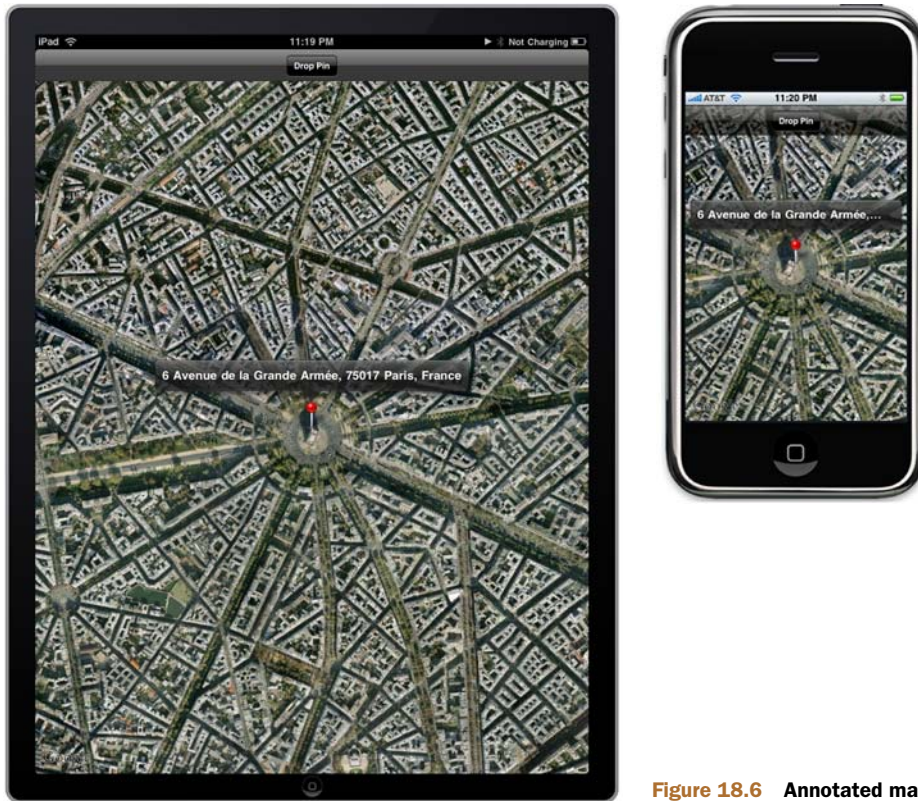 iPad 11:19 PM Not Charging
Drop Pin
6 Avenue de la Grande Armée, 75017 Paris, France
AT&T 11:20 PM
Drop Pin
6 Avenue de la Grande Armée,...
Figure 18.6 Annotated ma